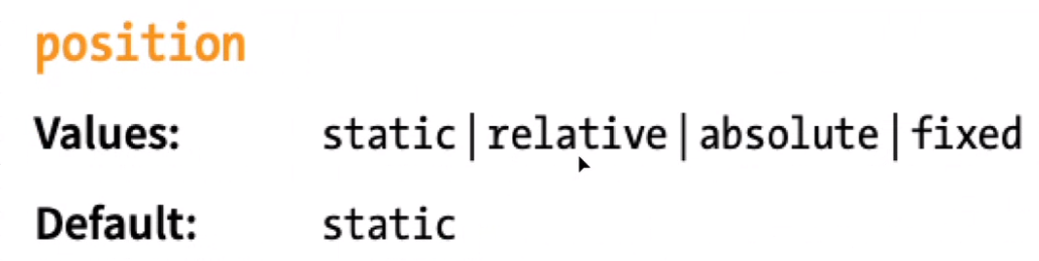 position
Values: static | relative | absolute | fixed
Default: static